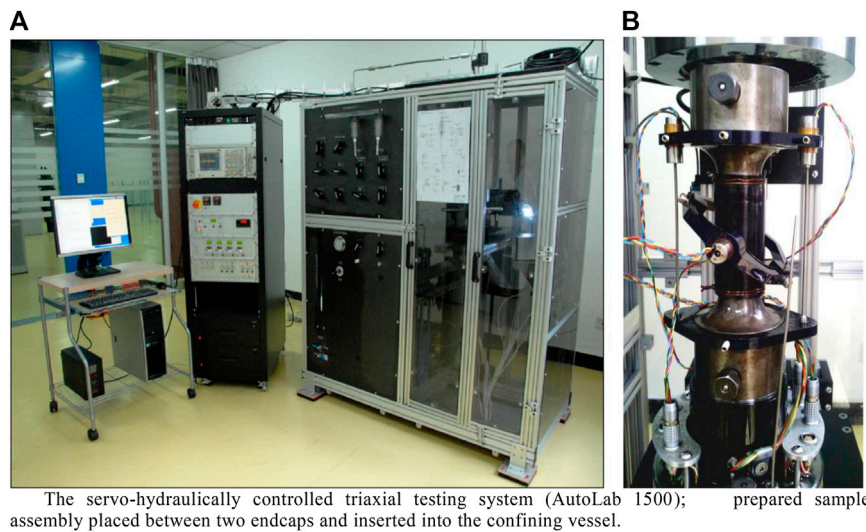 A
B
The servo-hydraulically controlled triaxial testing system (AutoLab 1500); prepared sample
assembly placed between two endcaps and inserted into the confining vessel.